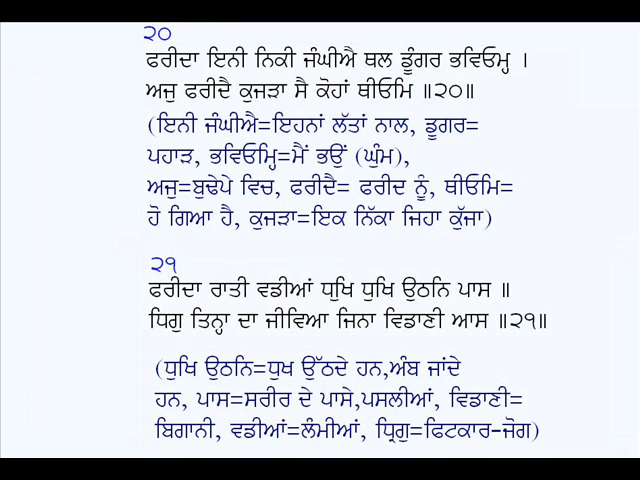 ੨੦
ਫਰੀਦਾ ਇਨੀ ਨਿਕੀ ਜੰਘੀਐ ਥਲ ਡੂੰਗਰ ਭਵਿਓਮ੍ਹਿ ।
ਅਜੁ ਫਰੀਦੈ ਕੁਜੜਾ ਸੈ ਕੋਹਾਂ ਥੀਓਮਿ ॥੨੦॥
(ਇਨੀ ਜੰਘੀਐ=ਇਹਨਾਂ ਲੱਤਾਂ ਨਾਲ, ਡੂਗਰ=
ਪਹਾੜ, ਭਵਿਓਮ੍ਹਿ=ਮੈਂ ਭਉਂ (ਘੁੰਮ),
ਅਜੁ=ਬੁਢੇਪੇ ਵਿਚ, ਫਰੀਦੈ= ਫਰੀਦ ਨੂੰ, ਥੀਓਮਿ=
ਹੋ ਗਿਆ ਹੈ, ਕੁਜੜਾ=ਇਕ ਨਿੱਕਾ ਜਿਹਾ ਕੁੱਜਾ)
੨੧
ਫਰੀਦਾ ਰਾਤੀ ਵਡੀਆਂ ਧੁਖਿ ਧੁਖਿ ਉਠਨਿ ਪਾਸ ॥
ਧਿਗੁ ਤਿਨ੍ਹਾ ਦਾ ਜੀਵਿਆ ਜਿਨਾ ਵਿਡਾਣੀ ਆਸ ॥੨੧॥
(ਧੁਖਿ ਉਠਨਿ=ਧੁਖ ਉੱਠਦੇ ਹਨ,ਅੰਬ ਜਾਂਦੇ
ਹਨ, ਪਾਸ=ਸਰੀਰ ਦੇ ਪਾਸੇ,ਪਸਲੀਆਂ, ਵਿਡਾਣੀ=
ਬਿਗਾਨੀ, ਵਡੀਆਂ=ਲੰਮੀਆਂ, ਧ੍ਰਿਗੁ=ਫਿਟਕਾਰ-ਜੋਗ)